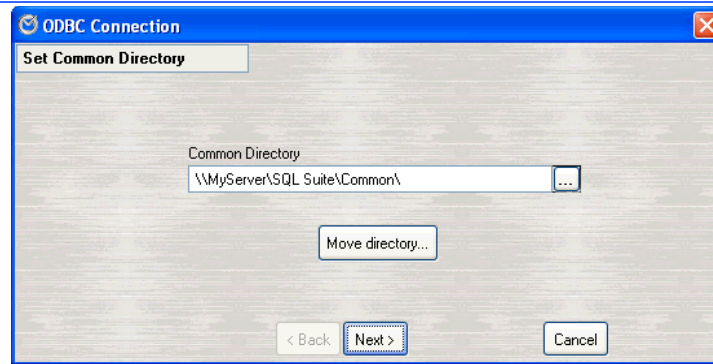 ODBC Connection
Set Common Directory
Common Directory
\\MyServer\SQL Suite\Common\
...
Move directory...
< Back
Next >
Cancel